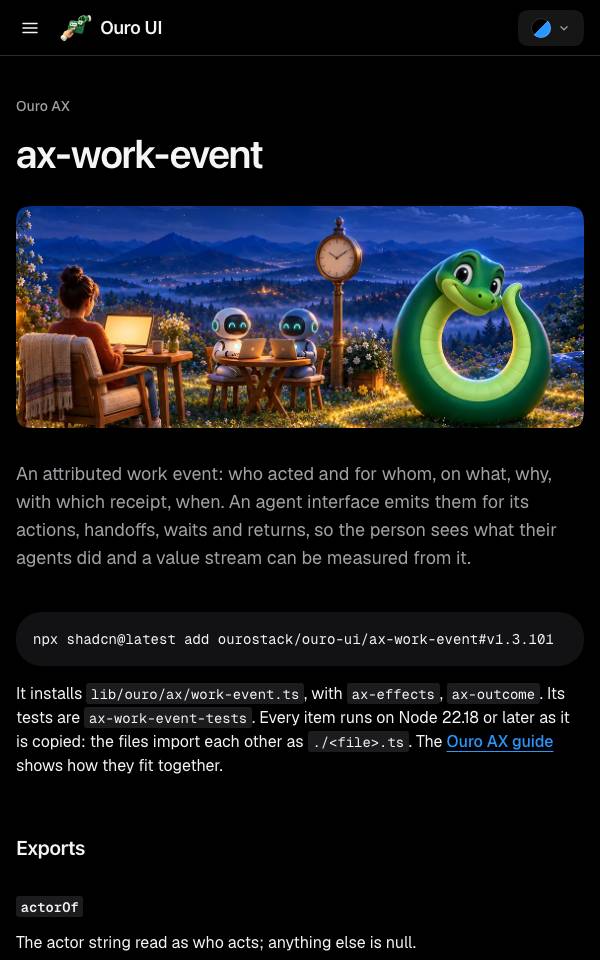 Ouro UI
Ouro AX
ax-work-event
An attributed work event: who acted and for whom, on what, why,
with which receipt, when. An agent interface emits them for its
actions, handoffs, waits and returns, so the person sees what their
agents did and a value stream can be measured from it.
npx shadcn@latest add ourostack/ouro-ui/ax-work-event#v1.3.101
It installs lib/ouro/ax/work-event.ts, with ax-effects, ax-outcome. Its
tests are ax-work-event-tests. Every item runs on Node 22.18 or later as it
is copied: the files import each other as ./<file>.ts. The Ouro AX guide
shows how they fit together.
Exports
actorOf
The actor string read as who acts; anything else is null.